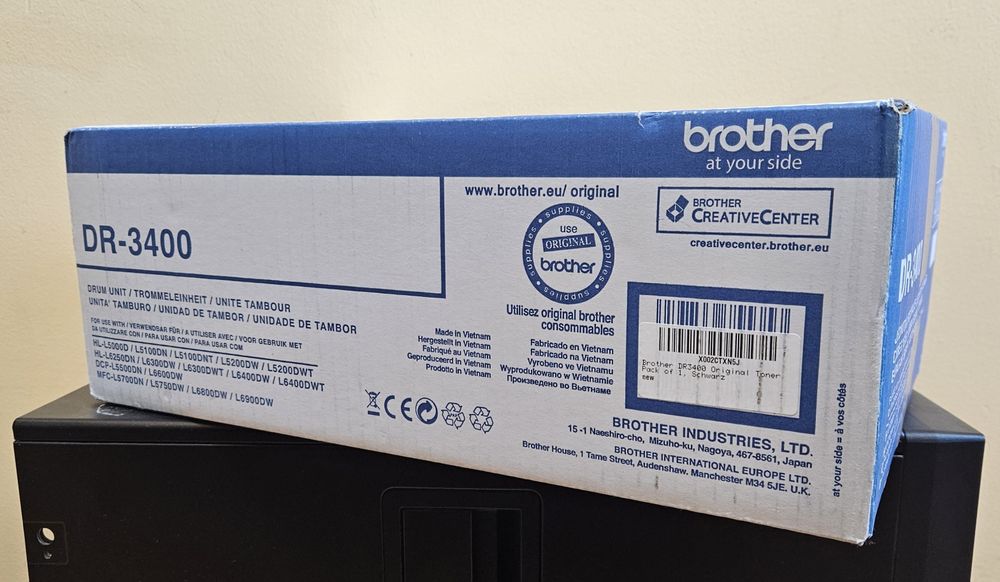 brother
at your side
www.brother.eu/ original
BROTHER
CREATIVECENTER
creativecenter.brother.eu
DR-3400
supplies • supplies • supplies • supplies
use
ORIGINAL
brother
Utilisez original brother
consommables
DRUM UNIT / TROMMELEINHEIT / UNITE TAMBOUR
UNITA' TAMBURO / UNIDAD DE TAMBOR / UNIDADE DE TAMBOR
FOR USE WITH / VERWENDBAR FÜR / A UTILISER AVEC / VOOR GEBRUIK MET
DA UTILIZZARE CON / PARA USAR CON / PARA USAR COM
HL-L5000D / L5100DN / L5100DNT / L5200DW / L5200DWT
HL-L6250DN / L6300DW / L6300DWT / L6400DW / L6400DWT
DCP-L5500DN / L6600DW
MFC-L5700DN / L5750DW / L6800DW / L6900DW
Made in Vietnam
Hergestellt in Vietnam
Fabriqué au Vietnam
Geproduceerd in Vietnam
Prodotto in Vietnam
Fabricado en Vietnam
Fabricado na Vietnam
Vyrobeno ve Vietnamu
Wyprodukowano w Wietnamie
Произведено во Вьетнаме
CE
X002CTXN5J
Brother DR3400 Original Toner
Pack of 1, Schwarz
new
BROTHER INDUSTRIES, LTD.
15 -1 Naeshiro-cho, Mizuho-ku, Nagoya, 467-8561, Japan
BROTHER INTERNATIONAL EUROPE LTD.
Brother House, 1 Tame Street, Audenshaw. Manchester M34 5JE. U.K.
at your side = à vos côtés
DR-3400